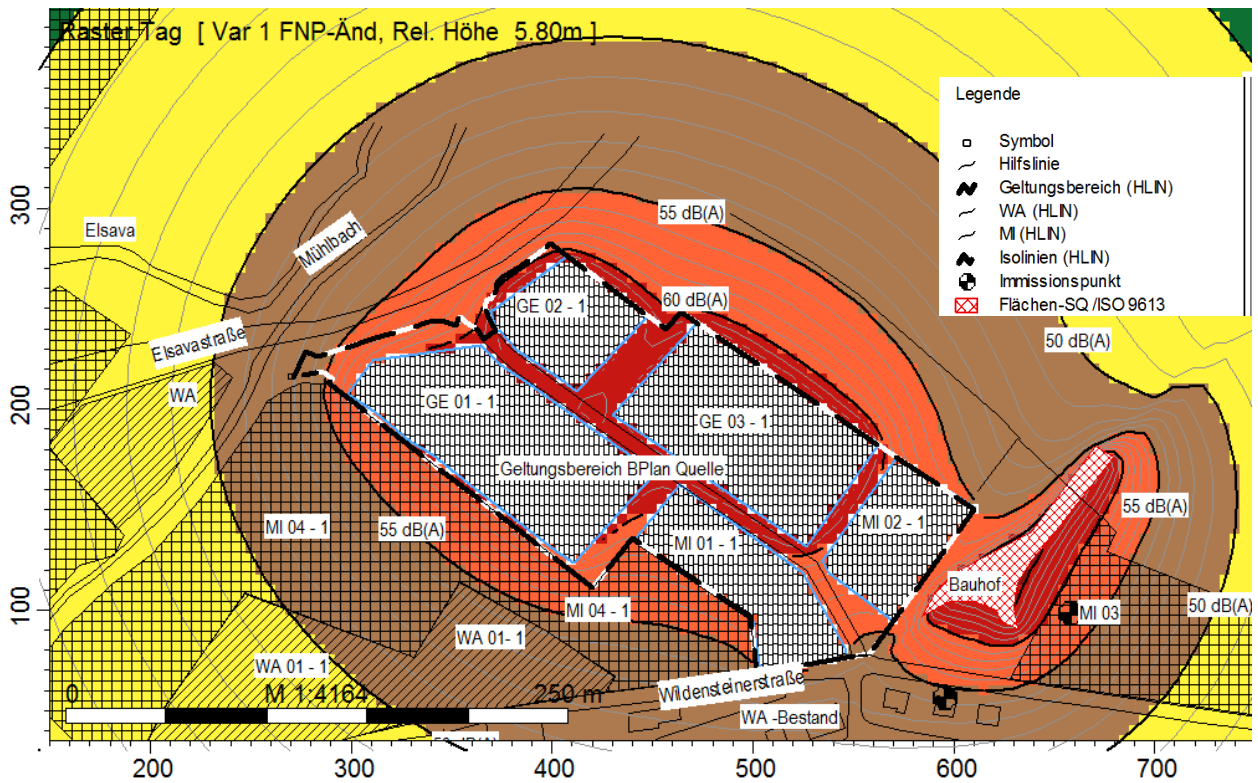 Raster Tag [ Var 1 FNP-Änd, Rel. Höhe 5.80m ]
Legende
Symbol
Hilfslinie
Geltungsbereich (HLIN)
WA (HLIN)
MI (HLIN)
Isolinien (HLIN)
Immissionspunkt
Flächen-SQ /ISO 9613
300
55 dB(A)
Elsava
Mühlbach
GE 02 - 1
60 dB(A)
50 dB(A)
Elsavastraße
WA
200
GE 01 - 1
GE 03 - 1
Geltungsbereich BPlan Quelle
MI 04 - 1
55 dB(A)
MI 01 - 1
MI 02 - 1
55 dB(A)
Bauhof
100
MI 04 - 1
MI 03
50 dB(A)
WA 01- 1
WA 01 - 1
0 M 1:4164 250 m
Wildensteinerstraße
WA -Bestand
200 300 400 500 600 700